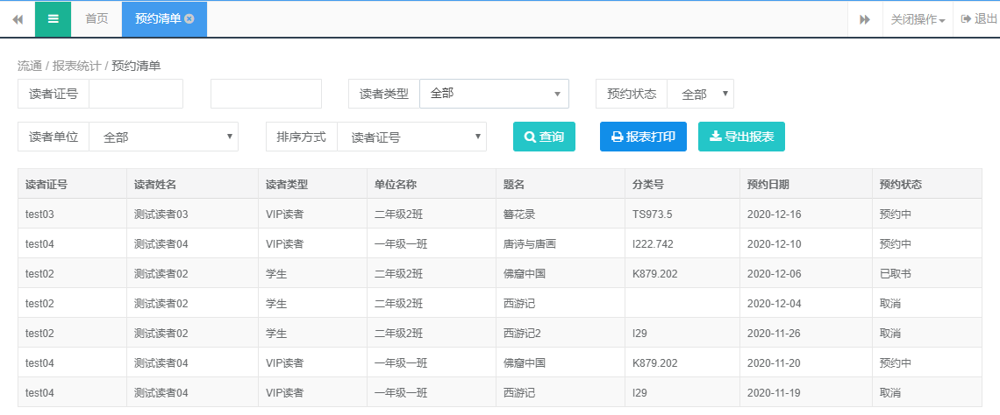 首页 预约清单 关闭操作 退出
流通 / 报表统计 / 预约清单
读者证号 读者类型 全部 预约状态 全部
读者单位 全部 排序方式 读者证号 查询 报表打印 导出报表
读者证号 读者姓名 读者类型 单位名称 题名 分类号 预约日期 预约状态
test03 测试读者03 VIP读者 二年级2班 簪花录 TS973.5 2020-12-16 预约中
test04 测试读者04 VIP读者 一年级一班 唐诗与唐画 I222.742 2020-12-10 预约中
test02 测试读者02 学生 二年级2班 佛窟中国 K879.202 2020-12-06 已取书
test02 测试读者02 学生 二年级2班 西游记 2020-12-04 取消
test02 测试读者02 学生 二年级2班 西游记2 I29 2020-11-26 取消
test04 测试读者04 VIP读者 一年级一班 佛窟中国 K879.202 2020-11-20 预约中
test04 测试读者04 VIP读者 一年级一班 西游记 I29 2020-11-19 取消